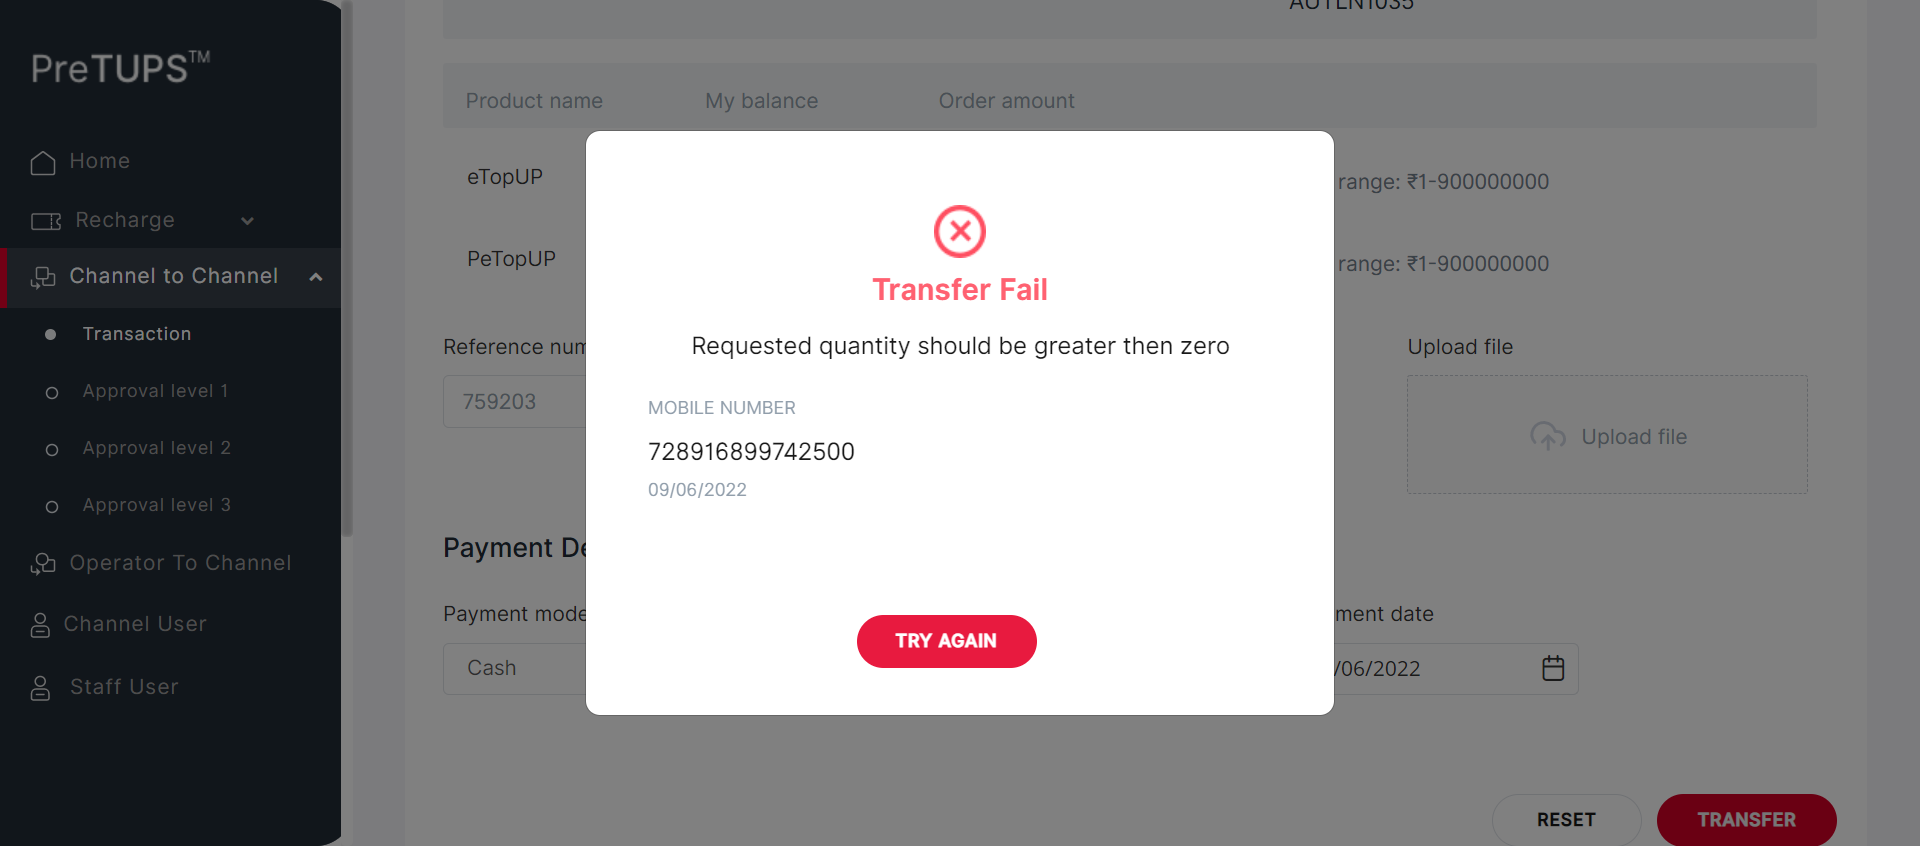 PreTUPS™
Home
Recharge
Channel to Channel
Transaction
Approval level 1
Approval level 2
Approval level 3
Operator To Channel
Channel User
Staff User
AUTEN1035
Product name My balance Order amount
eTopUP range: ₹1-900000000
PeTopUP range: ₹1-900000000
Reference num Upload file
759203
Upload file
Payment De
Payment mode ment date
Cash /06/2022
RESET TRANSFER
Transfer Fail
Requested quantity should be greater then zero
MOBILE NUMBER
728916899742500
09/06/2022
TRY AGAIN